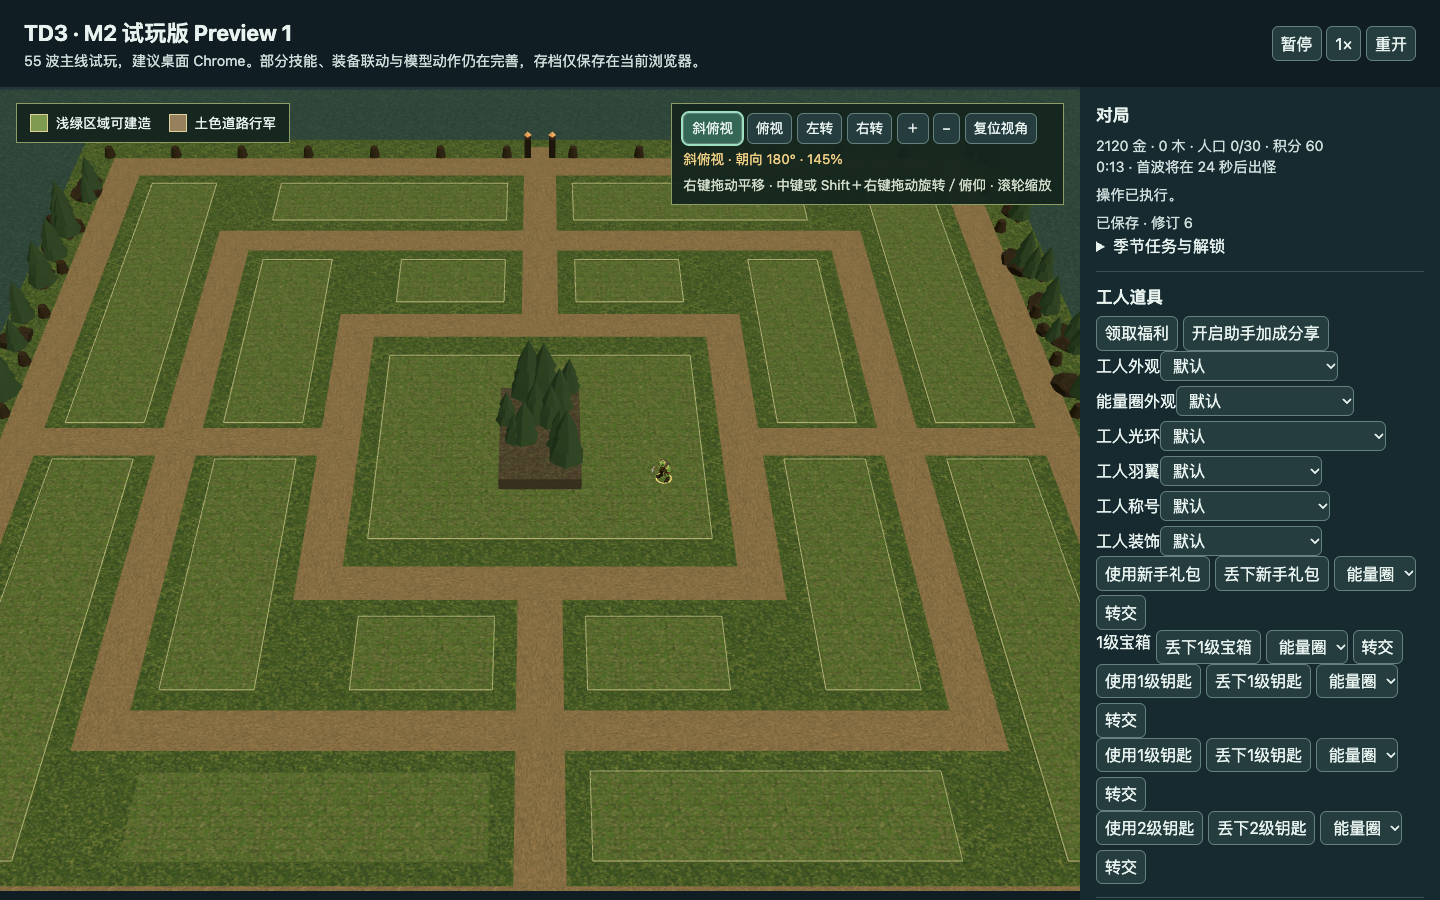 TD3 · M2 试玩版 Preview 1
55 波主线试玩，建议桌面 Chrome。部分技能、装备联动与模型动作仍在完善，存档仅保存在当前浏览器。
暂停 1× 重开
浅绿区域可建造 土色道路行军
斜俯视 俯视 左转 右转 + − 复位视角
斜俯视 · 朝向 180° · 145%
右键拖动平移 · 中键或 Shift＋右键拖动旋转 / 俯仰 · 滚轮缩放
对局
2120 金 · 0 木 · 人口 0/30 · 积分 60
0:13 · 首波将在 24 秒后出怪
操作已执行。
已保存 · 修订 6
季节任务与解锁
工人道具
领取福利 开启助手加成分享
工人外观 默认
能量圈外观 默认
工人光环 默认
工人羽翼 默认
工人称号 默认
工人装饰 默认
使用新手礼包 丢下新手礼包 能量圈
转交
1级宝箱 丢下1级宝箱 能量圈 转交
使用1级钥匙 丢下1级钥匙 能量圈
转交
使用1级钥匙 丢下1级钥匙 能量圈
转交
使用2级钥匙 丢下2级钥匙 能量圈
转交